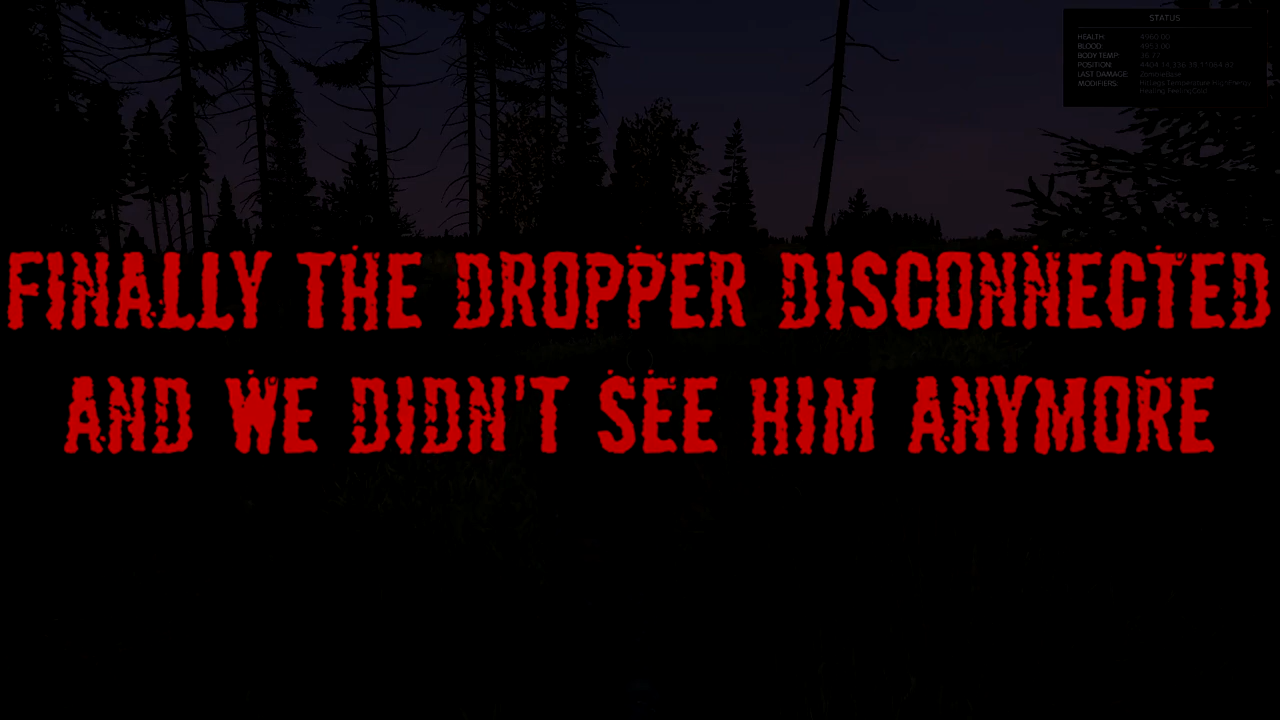 STATUS
HEALTH:
BLOOD:
BODY TEMP:
POSITION:
LAST DAMAGE:
MODIFIERS:
FINALLY THE DROPPER DISCONNECTED
AND WE DIDN'T SEE HIM ANYMORE